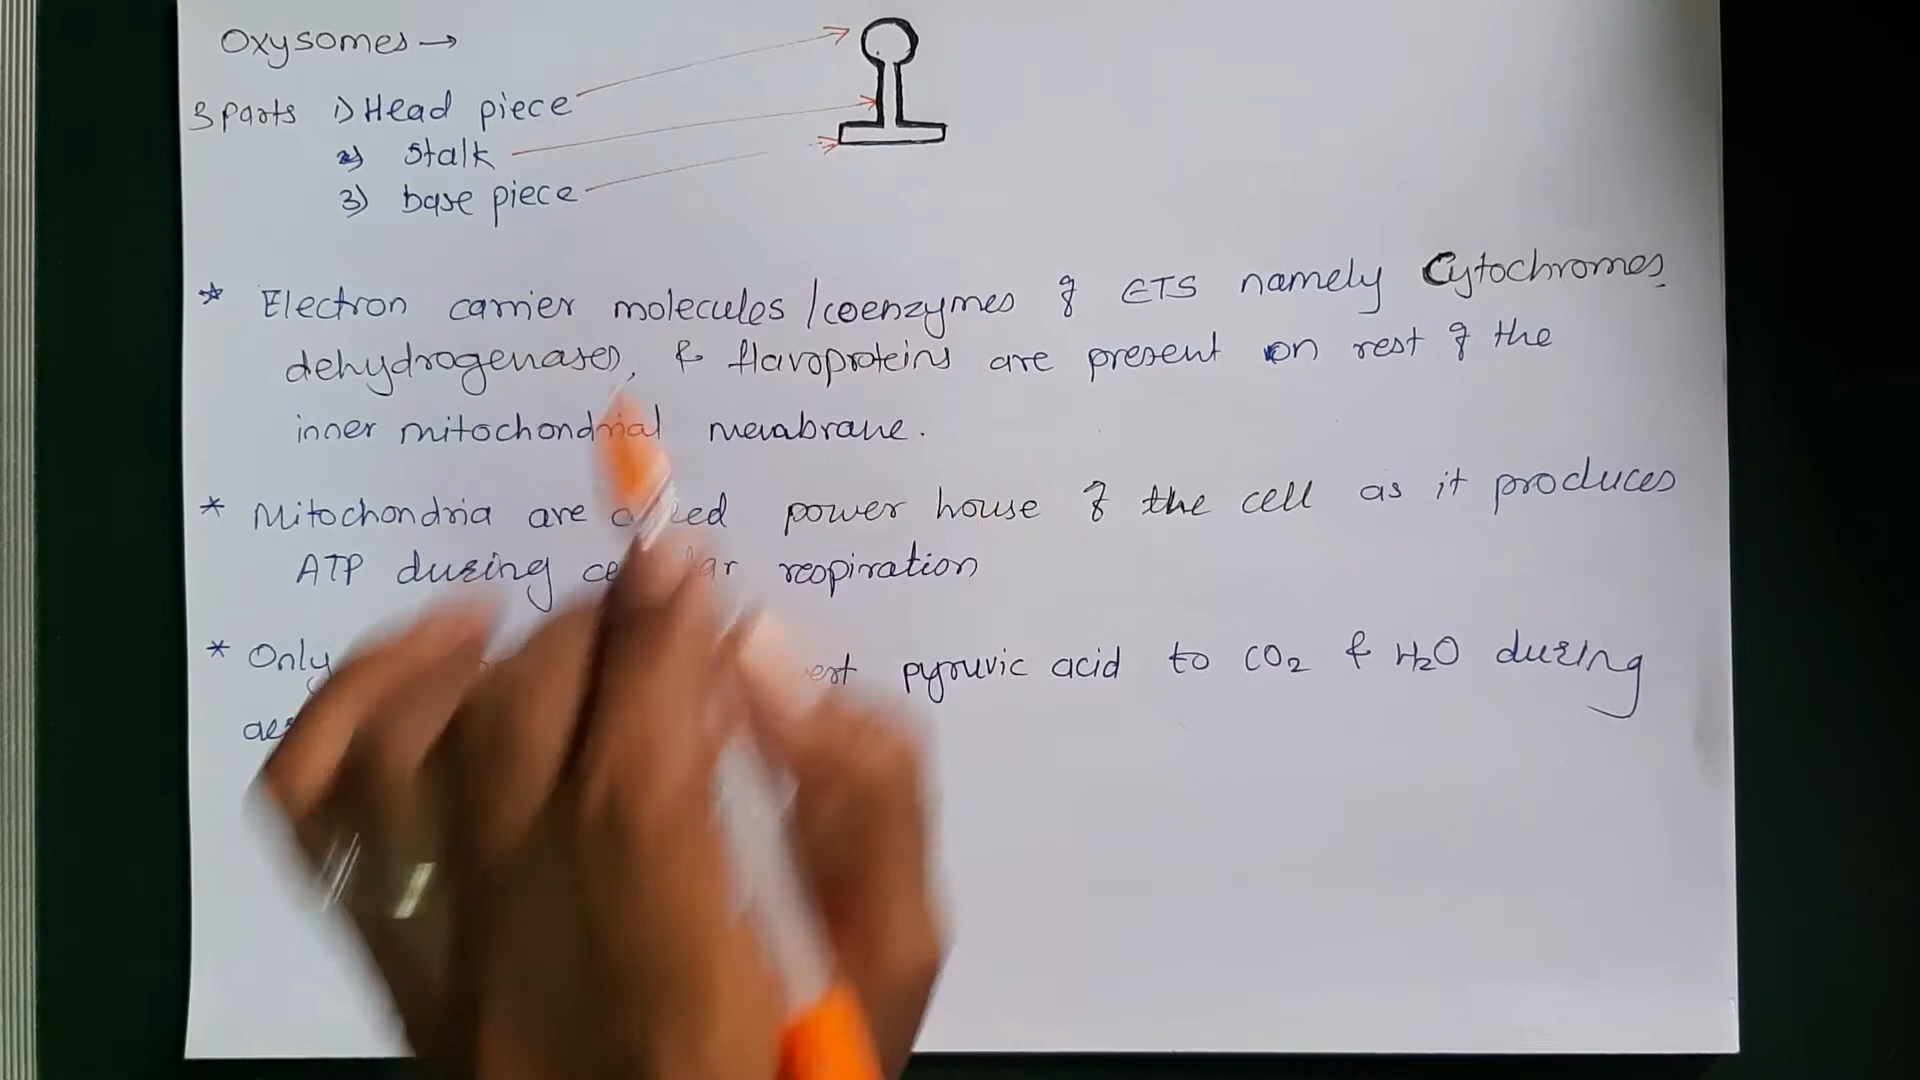 Oxysomes →
3 Parts 1) Head piece
2) Stalk
3) base piece
* Electron carrier molecules/coenzymes of ETS namely Cytochromes
dehydrogenases, & flavoproteins are present on rest of the
inner mitochondrial membrane.
* Mitochondria are power house of the cell as it produces
ATP during respiration
* Only pyruvic acid to CO2 & H2O during